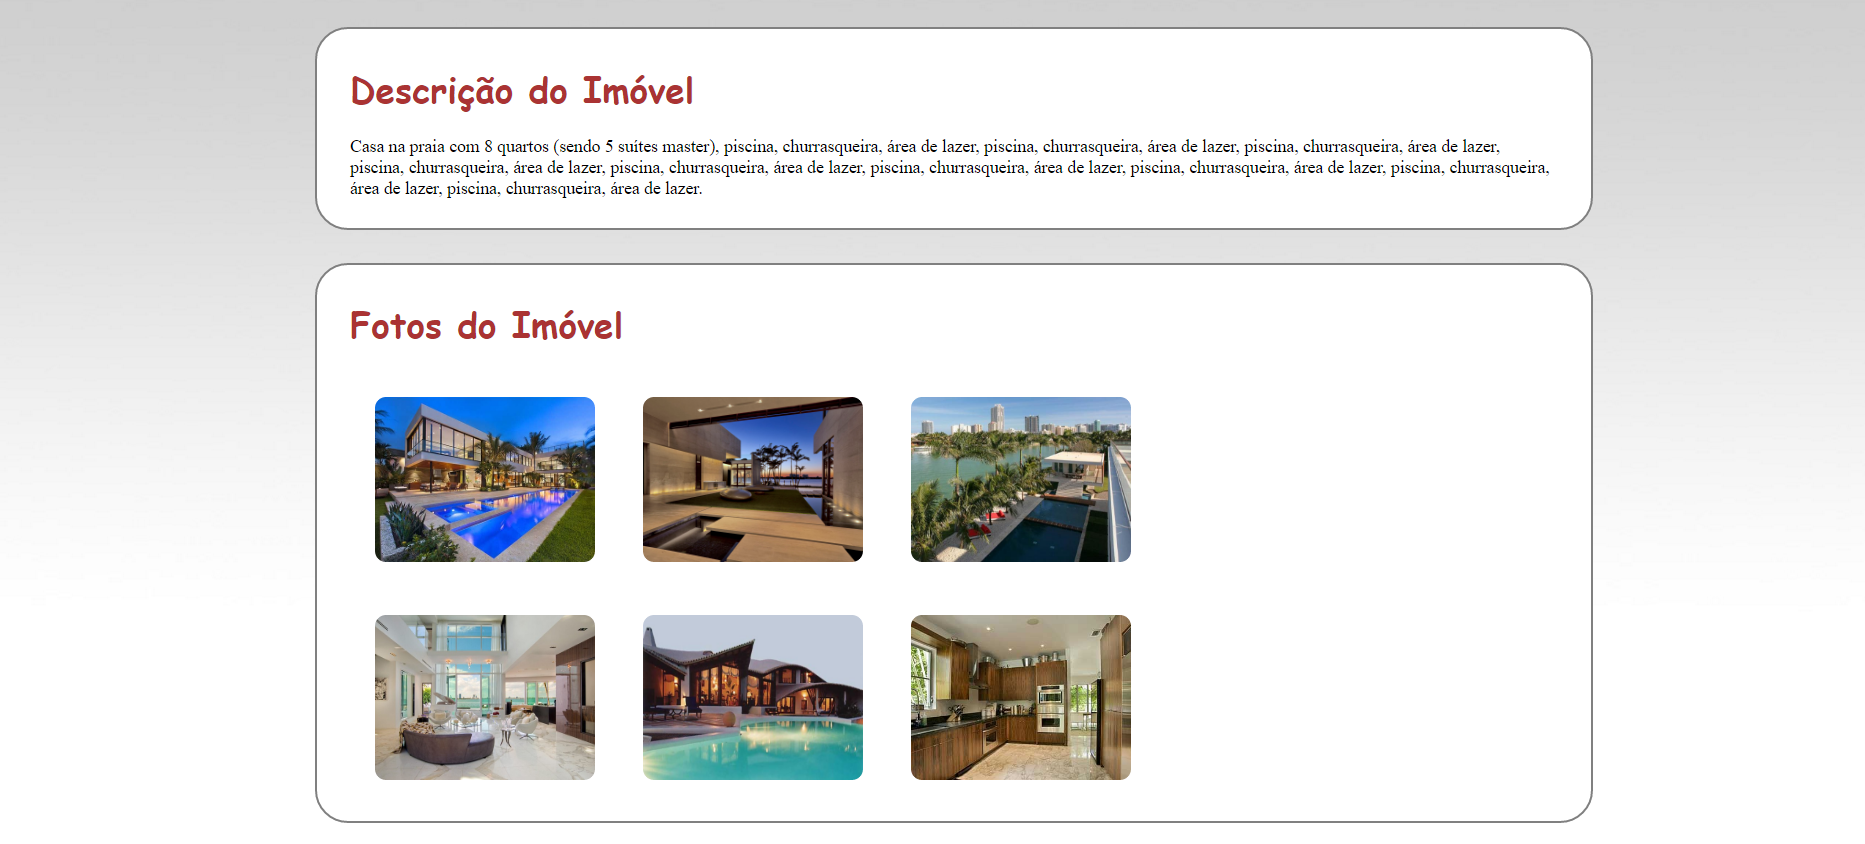 Descrição do Imóvel
Casa na praia com 8 quartos (sendo 5 suítes master), piscina, churrasqueira, área de lazer, piscina, churrasqueira, área de lazer, piscina, churrasqueira, área de lazer,
piscina, churrasqueira, área de lazer, piscina, churrasqueira, área de lazer, piscina, churrasqueira, área de lazer, piscina, churrasqueira, área de lazer, piscina, churrasqueira,
área de lazer, piscina, churrasqueira, área de lazer.
Fotos do Imóvel